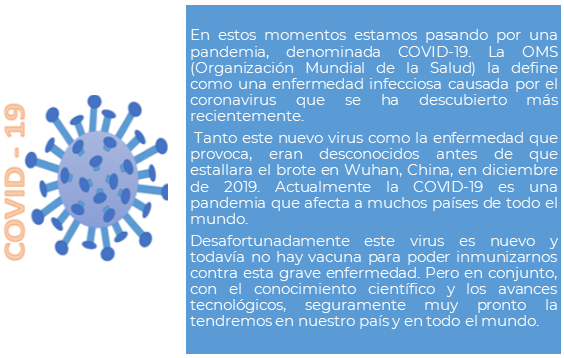 COVID - 19
En estos momentos estamos pasando por una
pandemia, denominada COVID-19. La OMS
(Organización Mundial de la Salud) la define
como una enfermedad infecciosa causada por el
coronavirus que se ha descubierto más
recientemente.
Tanto este nuevo virus como la enfermedad que
provoca, eran desconocidos antes de que
estallara el brote en Wuhan, China, en diciembre
de 2019. Actualmente la COVID-19 es una
pandemia que afecta a muchos países de todo el
mundo.
Desafortunadamente este virus es nuevo y
todavía no hay vacuna para poder inmunizarnos
contra esta grave enfermedad. Pero en conjunto,
con el conocimiento científico y los avances
tecnológicos, seguramente muy pronto la
tendremos en nuestro país y en todo el mundo.